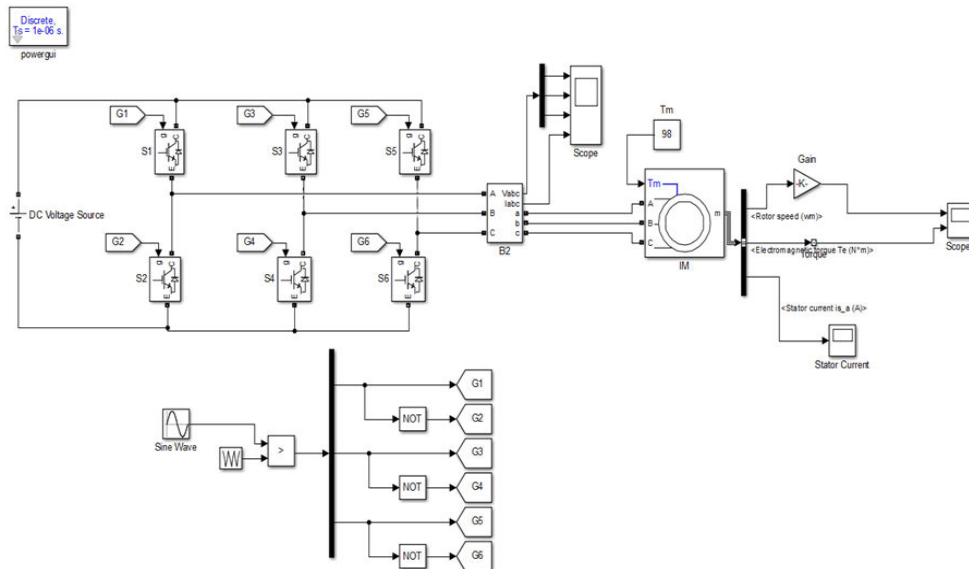 Discrete,
Ts = 1e-06 s.
powergui
G1
G3
G5
g C
g C
g C
S1
S3
S5
E
E
E
DC Voltage Source
+
G2
G4
G6
g C
g C
g C
S2
S4
S6
E
E
E
A
B
C
Vabc
Iabc
a
b
c
B2
Scope
Tm
98
Tm
A
B
C
m
IM
Gain
-K-
<Rotor speed (wm)>
<Electromagnetic torque Te (N*m)>
Torque
<Stator current is_a (A)>
Stator Current
Scope
Sine Wave
>
NOT
NOT
NOT
G1
G2
G3
G4
G5
G6